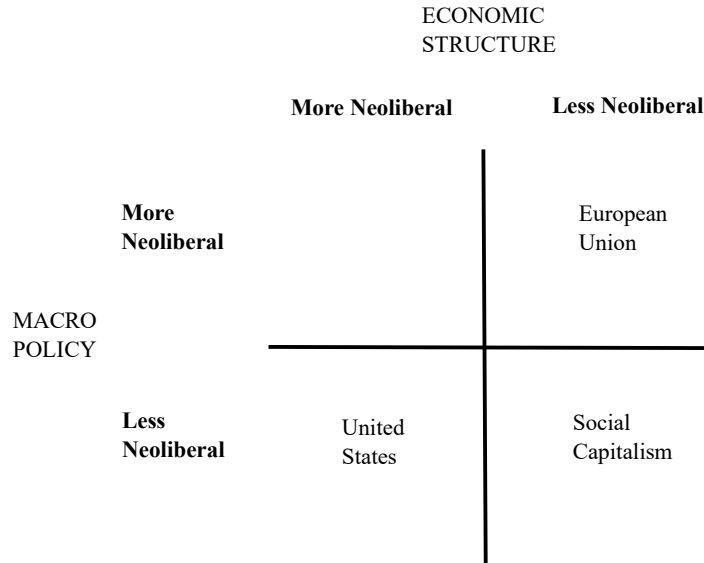 ECONOMIC
STRUCTURE
More Neoliberal
Less Neoliberal
More
Neoliberal
European
Union
MACRO
POLICY
Less
Neoliberal
United
States
Social
Capitalism